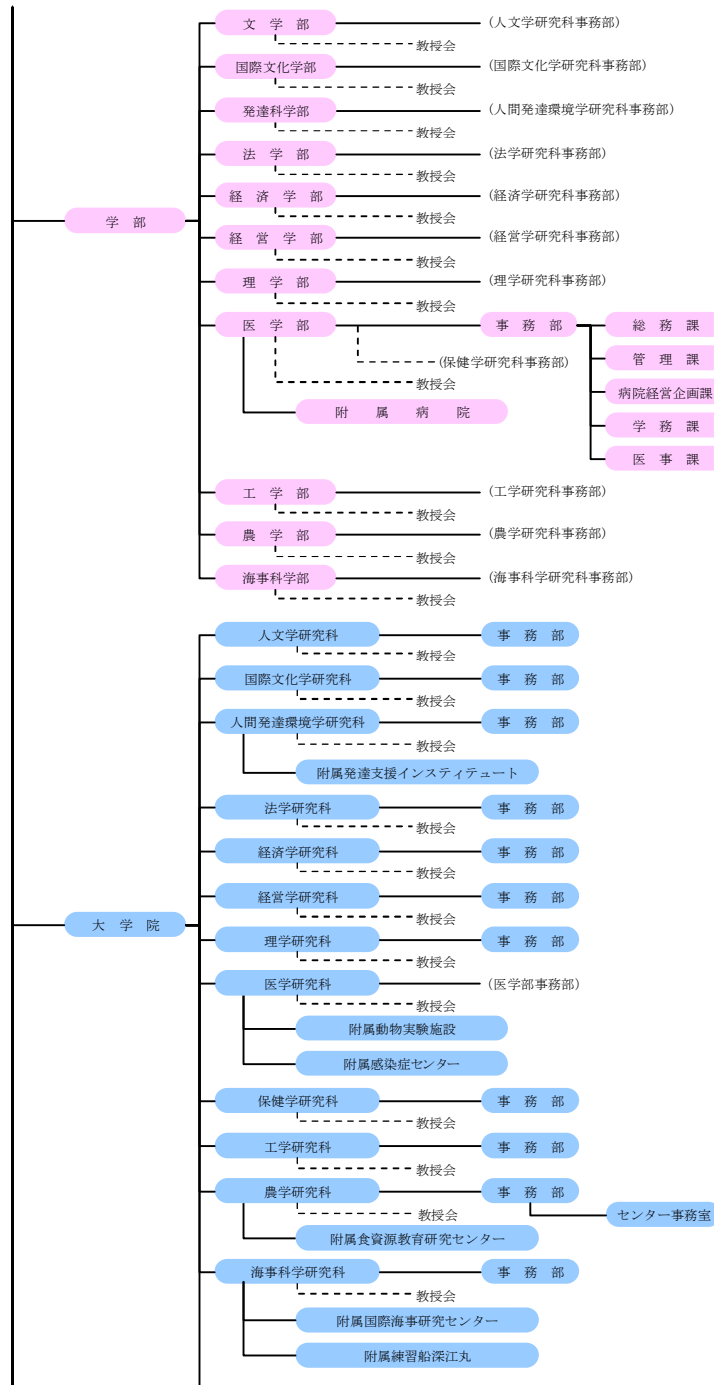 文学部 (人文学研究科事務部)
教授会
国際文化学部 (国際文化学研究科事務部)
教授会
発達科学部 (人間発達環境学研究科事務部)
教授会
法学部 (法学研究科事務部)
教授会
経済学部 (経済学研究科事務部)
教授会
学部
経営学部 (経営学研究科事務部)
教授会
理学部 (理学研究科事務部)
教授会
医学部 事務部 総務課
(保健学研究科事務部) 管理課
教授会
病院経営企画課
附属病院
学務課
医事課
工学部 (工学研究科事務部)
教授会
農学部 (農学研究科事務部)
教授会
海事科学部 (海事科学研究科事務部)
教授会
人文学研究科 事務部
教授会
国際文化学研究科 事務部
教授会
人間発達環境学研究科 事務部
教授会
附属発達支援インスティテュート
法学研究科 事務部
教授会
経済学研究科 事務部
教授会
経営学研究科 事務部
教授会
大学院
理学研究科 事務部
教授会
医学研究科 (医学部事務部)
教授会
附属動物実験施設
附属感染症センター
保健学研究科 事務部
教授会
工学研究科 事務部
教授会
農学研究科 事務部
教授会 センター事務室
附属食資源教育研究センター
海事科学研究科 事務部
教授会
附属国際海事研究センター
附属練習船深江丸